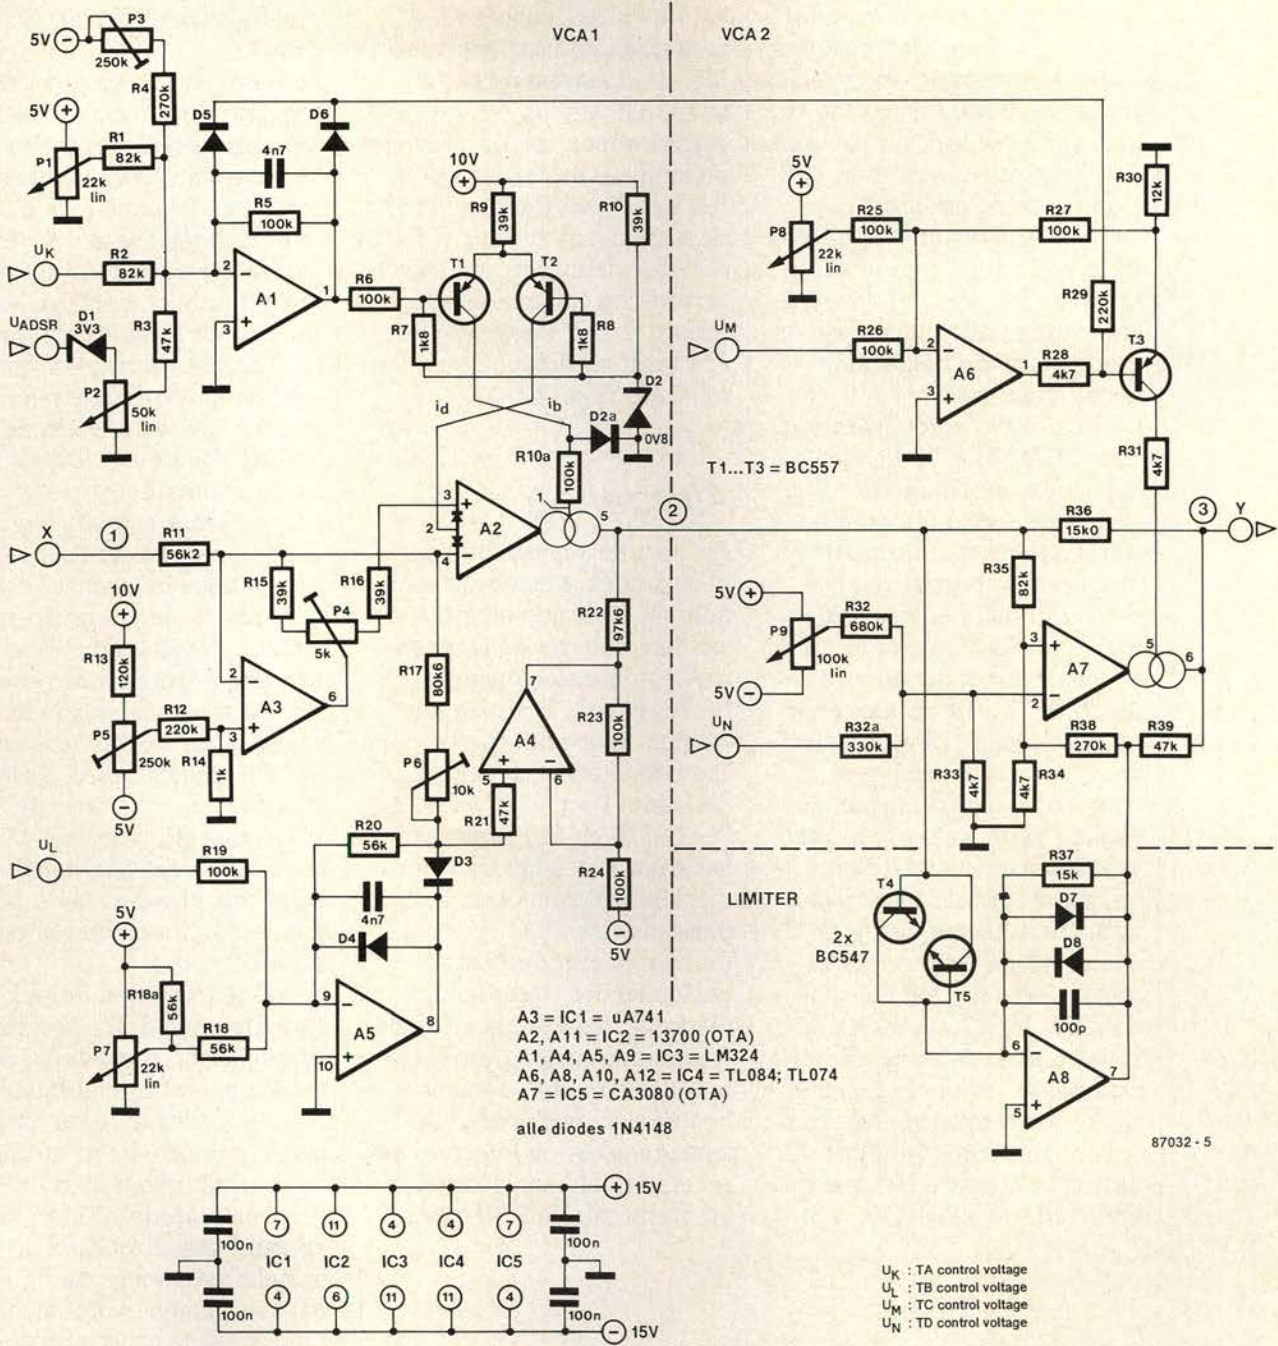 VCA 1
VCA 2
P3
5V
250k
R4
270k
5V
P1
22k
lin
R1
82k
D5
D6
4n7
R5
100k
UK
R2
82k
2
3
A1
1
R6
100k
UADSR
D1
3V3
R3
47k
P2
50k
lin
10V
R9
39k
R10
39k
T1
T2
R7
1k8
R8
1k8
D2
D2a
0V8
id
ib
R10a
100k
5V
P8
22k
lin
R25
100k
R27
100k
R30
12k
R29
220k
UM
R26
100k
2
3
A6
1
R28
4k7
T3
R31
4k7
T1...T3 = BC557
X
1
R11
56k2
3
2
4
A2
1
5
2
R36
15k0
3
Y
10V
R13
120k
R15
39k
R16
39k
P4
5k
R17
80k6
R22
97k6
R35
82k
P5
250k
R12
220k
R14
1k
2
3
A3
6
5V
7
A4
5
6
R23
100k
P6
10k
R21
47k
R24
100k
5V
5V
P9
100k
lin
5V
R32
680k
UN
R32a
330k
R33
4k7
R34
4k7
3
2
A7
5
6
R38
270k
R39
47k
UL
R19
100k
R20
56k
D3
4n7
D4
5V
R18a
56k
P7
22k
lin
R18
56k
9
10
A5
8
LIMITER
T4
2x
BC547
T5
R37
15k
D7
D8
100p
6
5
A8
7
A3 = IC1 = uA741
A2, A11 = IC2 = 13700 (OTA)
A1, A4, A5, A9 = IC3 = LM324
A6, A8, A10, A12 = IC4 = TL084; TL074
A7 = IC5 = CA3080 (OTA)
alle diodes 1N4148
87032 - 5
15V
7
11
4
4
7
100n
100n
IC1
IC2
IC3
IC4
IC5
4
6
11
11
4
100n
100n
15V
UK : TA control voltage
UL : TB control voltage
UM : TC control voltage
UN : TD control voltage